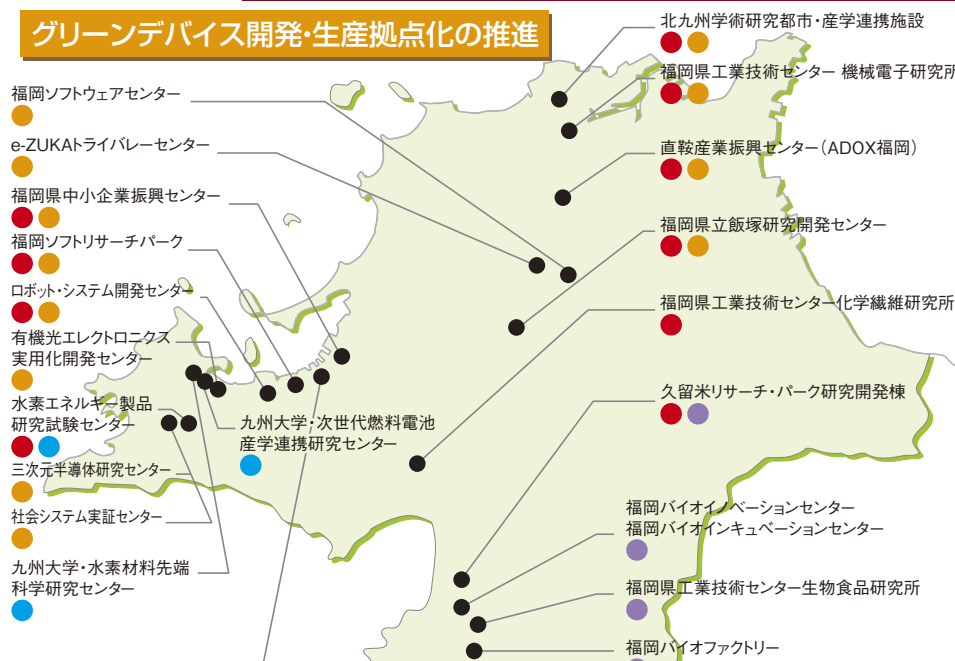 グリーンデバイス開発・生産拠点化の推進
福岡ソフトウェアセンター
e-ZUKAトライバレーセンター
福岡県中小企業振興センター
福岡ソフトリサーチパーク
ロボット・システム開発センター
有機光エレクトロニクス
実用化開発センター
水素エネルギー製品
研究試験センター
三次元半導体研究センター
社会システム実証センター
九州大学・水素材料先端
科学研究センター
九州大学・次世代燃料電池
産学連携研究センター
北九州学術研究都市・産学連携施設
福岡県工業技術センター 機械電子研究所
直鞍産業振興センター（ADOX福岡）
福岡県立飯塚研究開発センター
福岡県工業技術センター化学繊維研究所
久留米リサーチ・パーク研究開発棟
福岡バイオイノベーションセンター
福岡バイオインキュベーションセンター
福岡県工業技術センター生物食品研究所
福岡バイオファクトリー